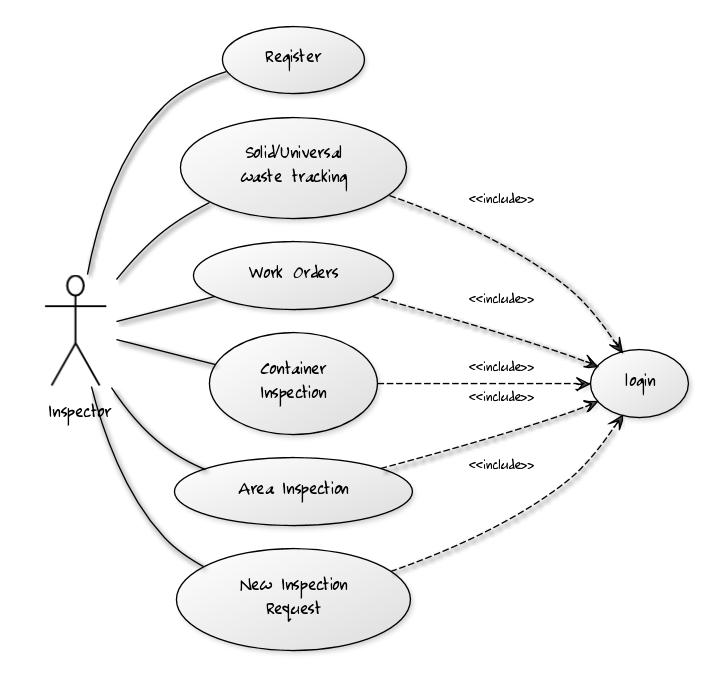 Register
Solid/Universal
waste tracking
<<include>>
Work Orders
<<include>>
Container
Inspection
<<include>>
login
<<include>>
Inspector
Area Inspection
<<include>>
New Inspection
Request